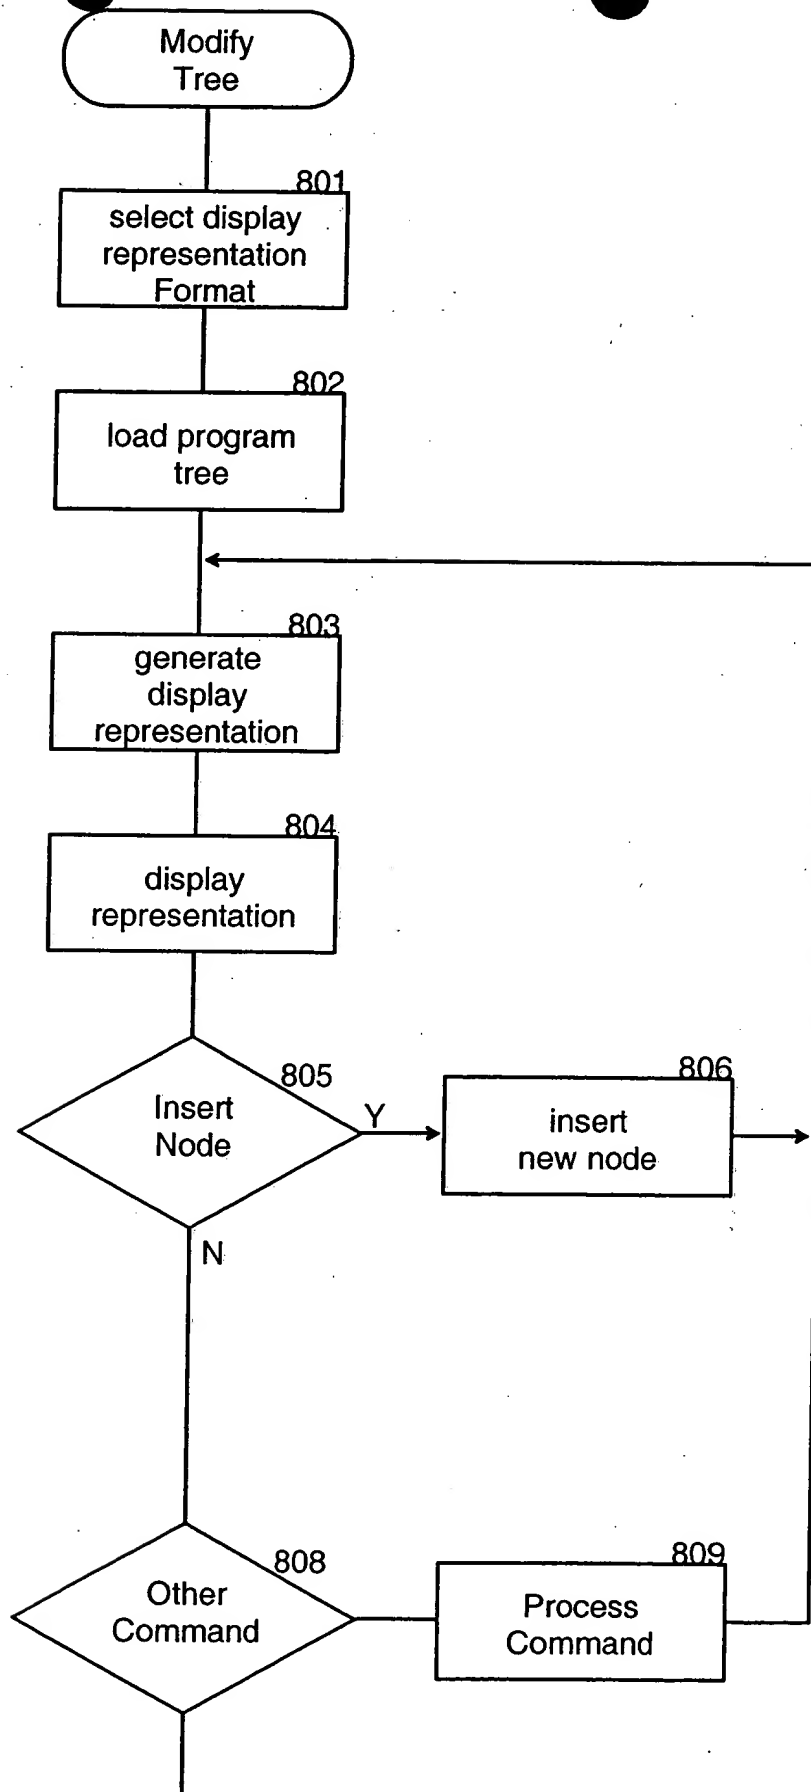 Modify
Tree
801
select display
representation
Format
802
load program
tree
803
generate
display
representation
804
display
representation
805
Insert
Node
Y
806
insert
new node
N
808
Other
Command
809
Process
Command